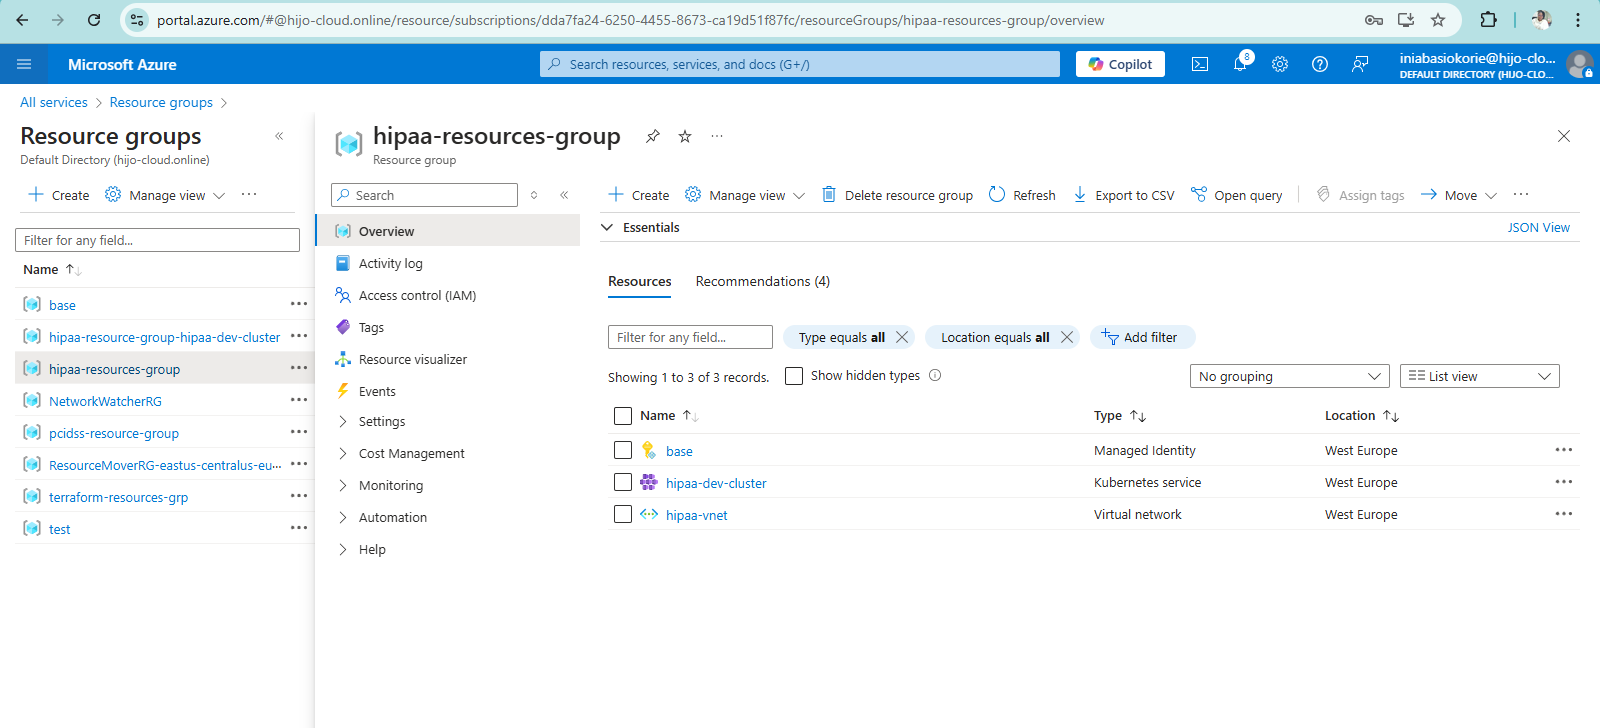 portal.azure.com/#@hijo-cloud.online/resource/subscriptions/dda7fa24-6250-4455-8673-ca19d51f87fc/resourceGroups/hipaa-resources-group/overview
Microsoft Azure
Search resources, services, and docs (G+/)
Copilot
8
iniabasiokorie@hijo-clo...
DEFAULT DIRECTORY (HIJO-CLO...
All services > Resource groups >
Resource groups
Default Directory (hijo-cloud.online)
Create
Manage view
Filter for any field...
Name
base
hipaa-resource-group-hipaa-dev-cluster
hipaa-resources-group
NetworkWatcherRG
pcidss-resource-group
ResourceMoverRG-eastus-centralus-eu...
terraform-resources-grp
test
hipaa-resources-group
Resource group
Search
Overview
Activity log
Access control (IAM)
Tags
Resource visualizer
Events
Settings
Cost Management
Monitoring
Automation
Help
Create
Manage view
Delete resource group
Refresh
Export to CSV
Open query
Assign tags
Move
Essentials
JSON View
Resources
Recommendations (4)
Filter for any field...
Type equals all
Location equals all
Add filter
Showing 1 to 3 of 3 records.
Show hidden types
No grouping
List view
Name Type Location
base Managed Identity West Europe
hipaa-dev-cluster Kubernetes service West Europe
hipaa-vnet Virtual network West Europe